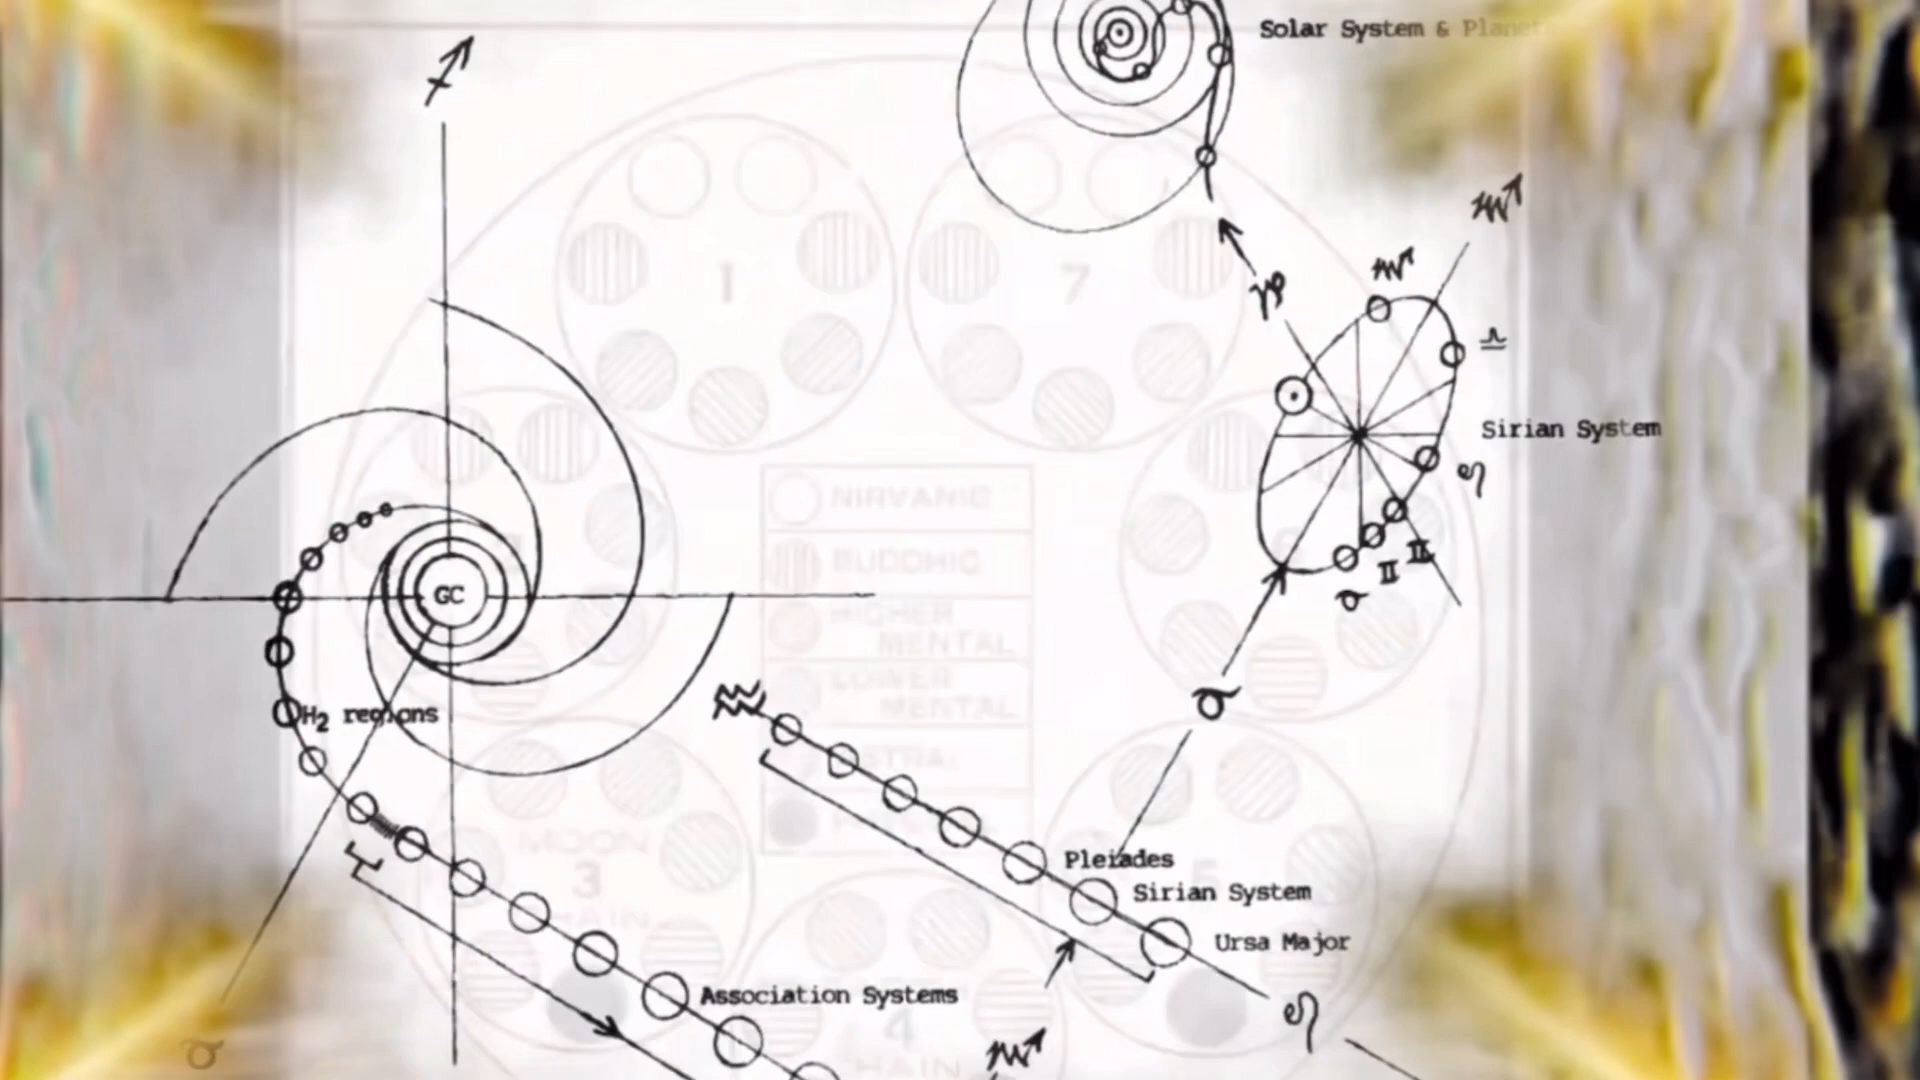 Solar System & Planet
1
7
Sirian System
NIRVANIC
BUDDHIC
HIGHER
MENTAL
GC
LOWER
MENTAL
H₂ regions
MOON
3
CHAIN
Pleiades
Sirian System
5
Ursa Major
Association Systems
4
CHAIN